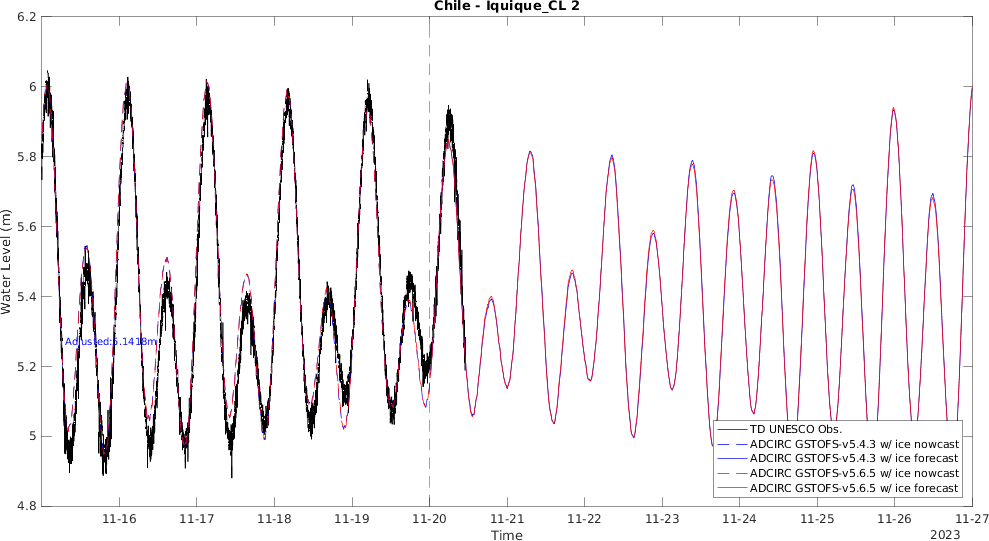 Chile - Iquique_CL 2
6.2
6
5.8
5.6
5.4
5.2
5
4.8
Water Level (m)
Adjusted:5.1418m
TD UNESCO Obs.
ADCIRC GSTOFS-v5.4.3 w/ ice nowcast
ADCIRC GSTOFS-v5.4.3 w/ ice forecast
ADCIRC GSTOFS-v5.6.5 w/ ice nowcast
ADCIRC GSTOFS-v5.6.5 w/ ice forecast
11-16 11-17 11-18 11-19 11-20 11-21 11-22 11-23 11-24 11-25 11-26 11-27
Time
2023